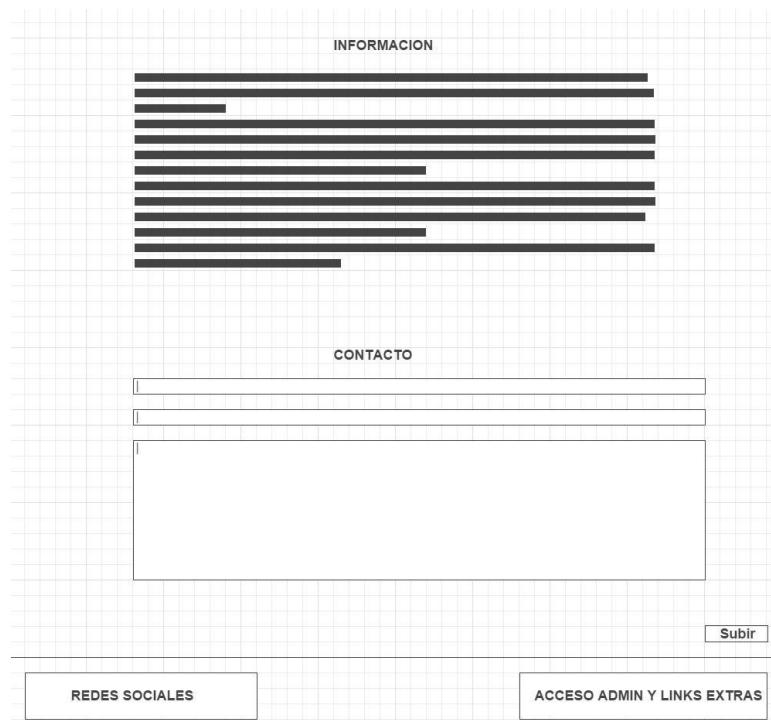 INFORMACION
CONTACTO
Subir
REDES SOCIALES
ACCESO ADMIN Y LINKS EXTRAS